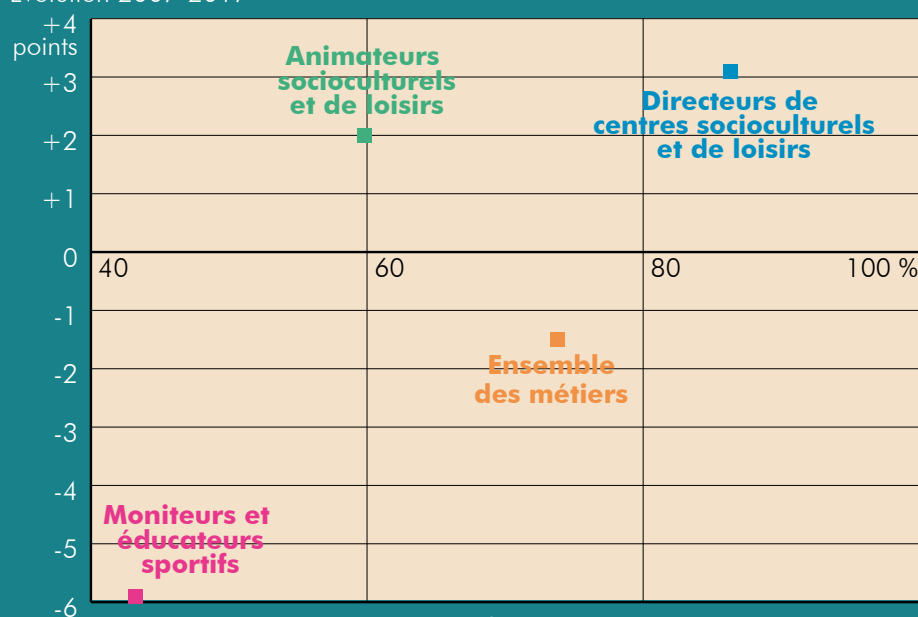 +4
points
+3
+2
+1
0
-1
-2
-3
-4
-5
-6
Animateurs
socioculturels
et de loisirs
Directeurs de
centres socioculturels
et de loisirs
40
60
80
100 %
Ensemble
des métiers
Moniteurs et
éducateurs
sportifs